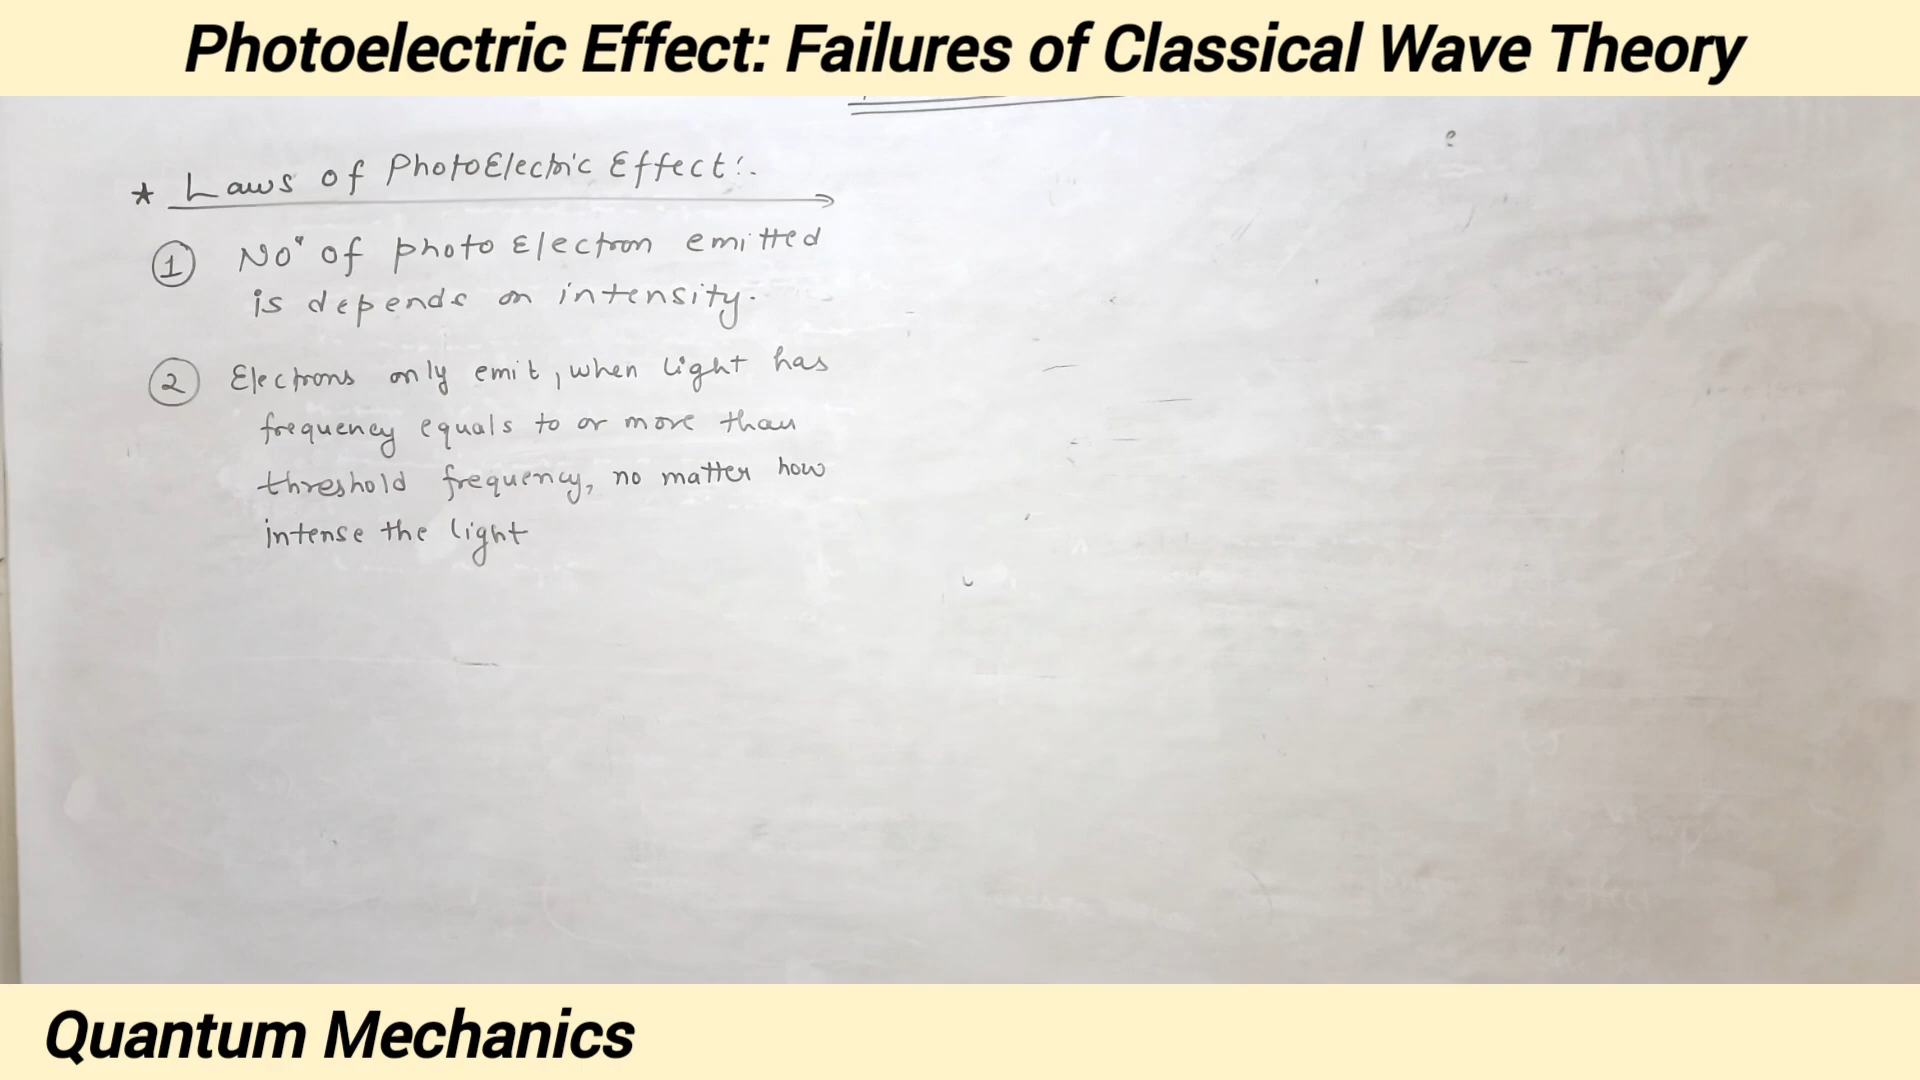 Photoelectric Effect: Failures of Classical Wave Theory
* Laws of PhotoElectric Effect:-
1 No. of photo Electron emitted
is depends on intensity.
2 Electrons only emit, when light has
frequency equals to or more than
threshold frequency, no matter how
intense the light
Quantum Mechanics